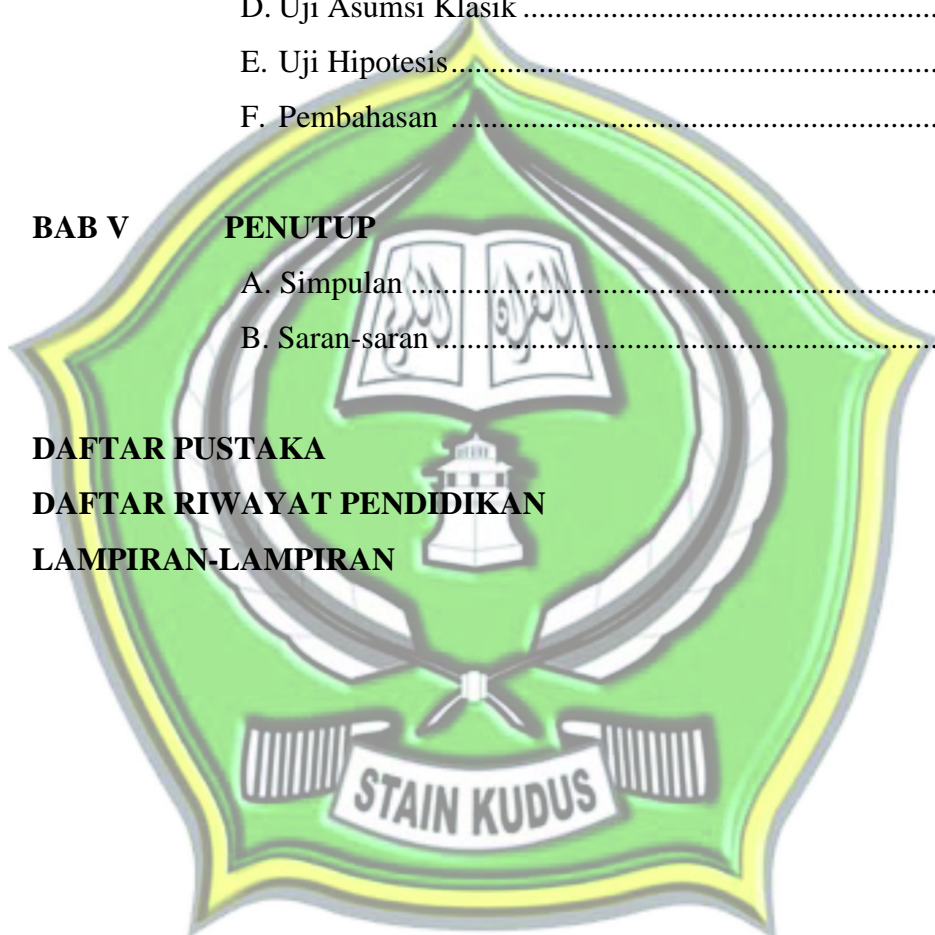 D. Uji Asumsi Klasik ..........................................................
E. Uji Hipotesis..................................................................
F. Pembahasan ..................................................................
BAB V PENUTUP
A. Simpulan ........................................................................
B. Saran-saran .....................................................................
DAFTAR PUSTAKA
DAFTAR RIWAYAT PENDIDIKAN
LAMPIRAN-LAMPIRAN
STAIN KUDUS